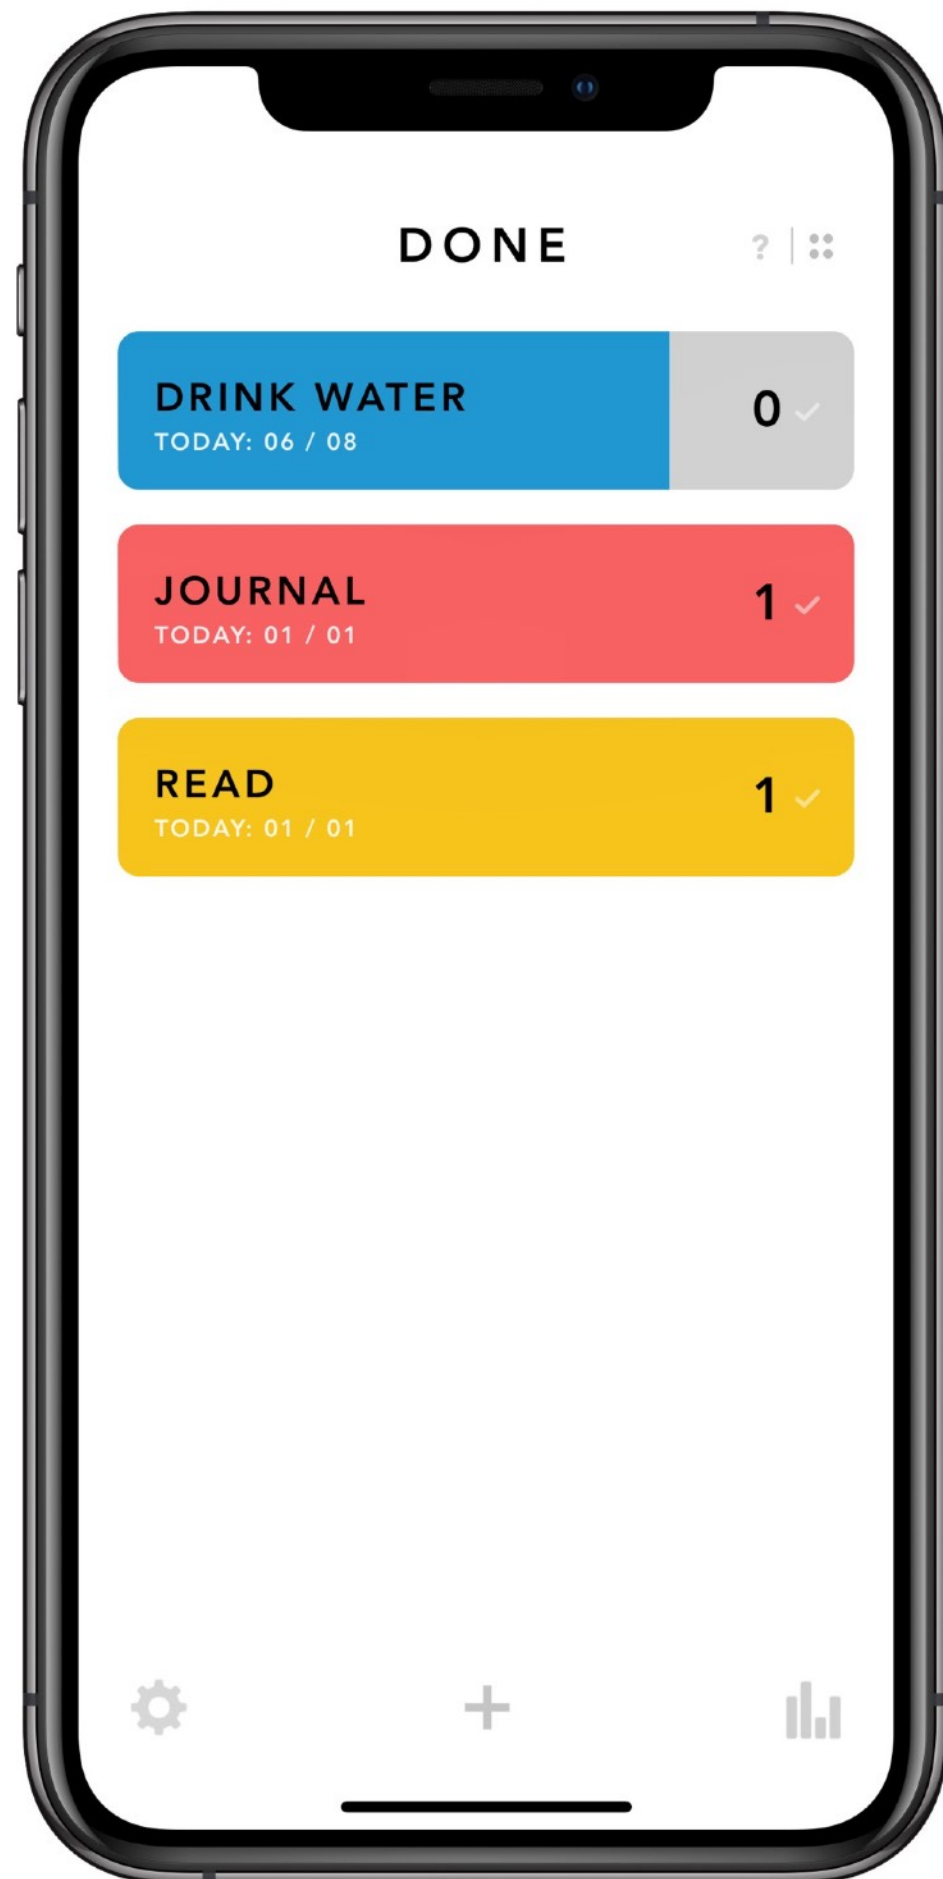 DONE
?
DRINK WATER
TODAY: 06 / 08
0
JOURNAL
TODAY: 01 / 01
1
READ
TODAY: 01 / 01
1